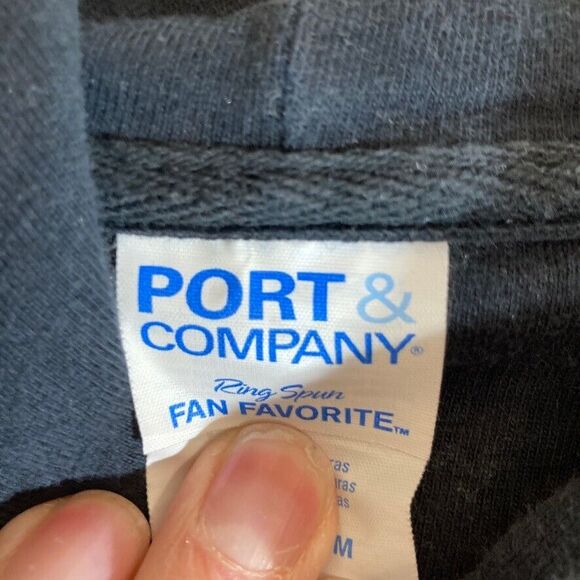 PORT &
COMPANY®
Ring Spun
FAN FAVORITE™
M